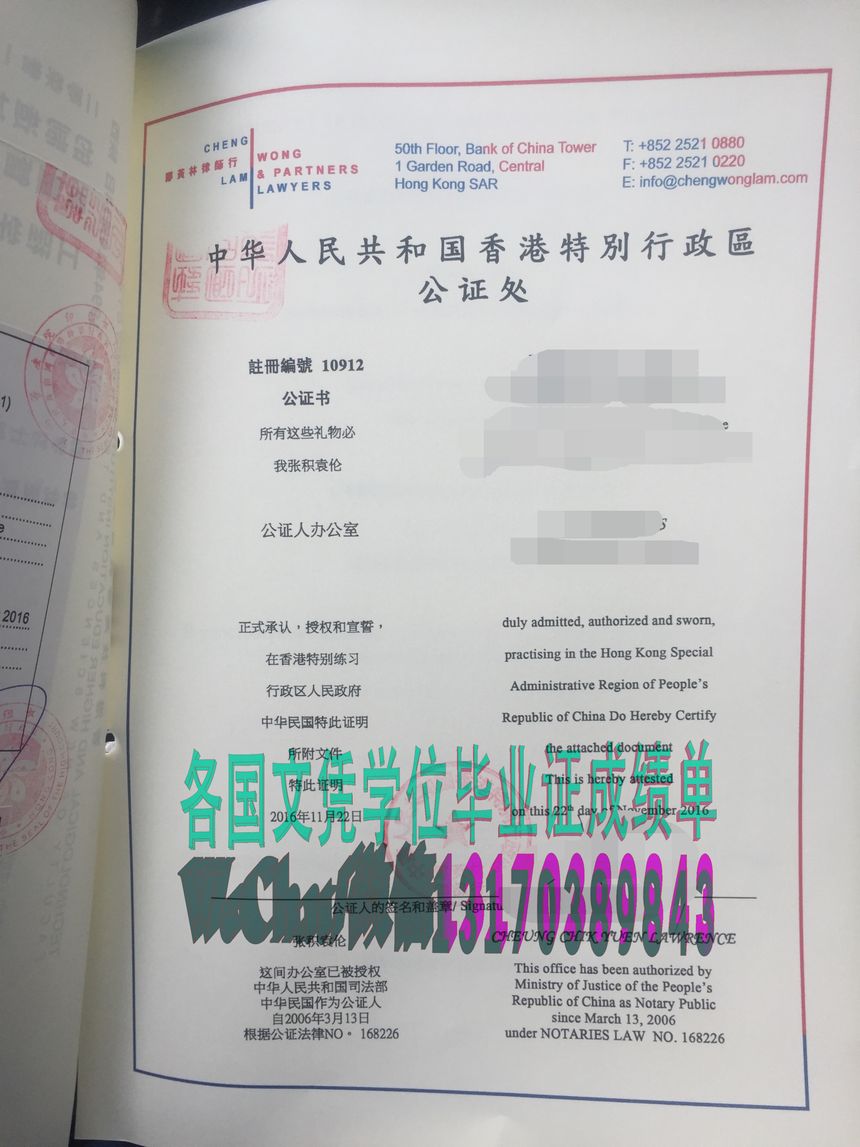 CHENG
鄭黃林律師行
LAM
WONG
& PARTNERS
LAWYERS
50th Floor, Bank of China Tower
1 Garden Road, Central
Hong Kong SAR
T: +852 2521 0880
F: +852 2521 0220
E: info@chengwonglam.com
中华人民共和国香港特別行政區
公证处
註冊編號 10912
公证书
所有这些礼物必
我张积袁伦
公证人办公室
正式承认，授权和宣誓，
在香港特别练习
行政区人民政府
中华民国特此证明
所附文件
特此证明
2016年11月22日
duly admitted, authorized and sworn,
practising in the Hong Kong Special
Administrative Region of People's
Republic of China Do Hereby Certify
the attached document
This is hereby attested
on this 22th day of November 2016
各国文凭学位毕业证成绩单
WeChat/微信13170389843
公证人的签名和盖章/ Signatu
张积袁伦
CHEUNG CHIK YUEN LAWRENCE
这间办公室已被授权
中华人民共和国司法部
中华民国作为公证人
自2006年3月13日
根据公证法律NO。 168226
This office has been authorized by
Ministry of Justice of the People's
Republic of China as Notary Public
since March 13, 2006
under NOTARIES LAW NO. 168226
2016